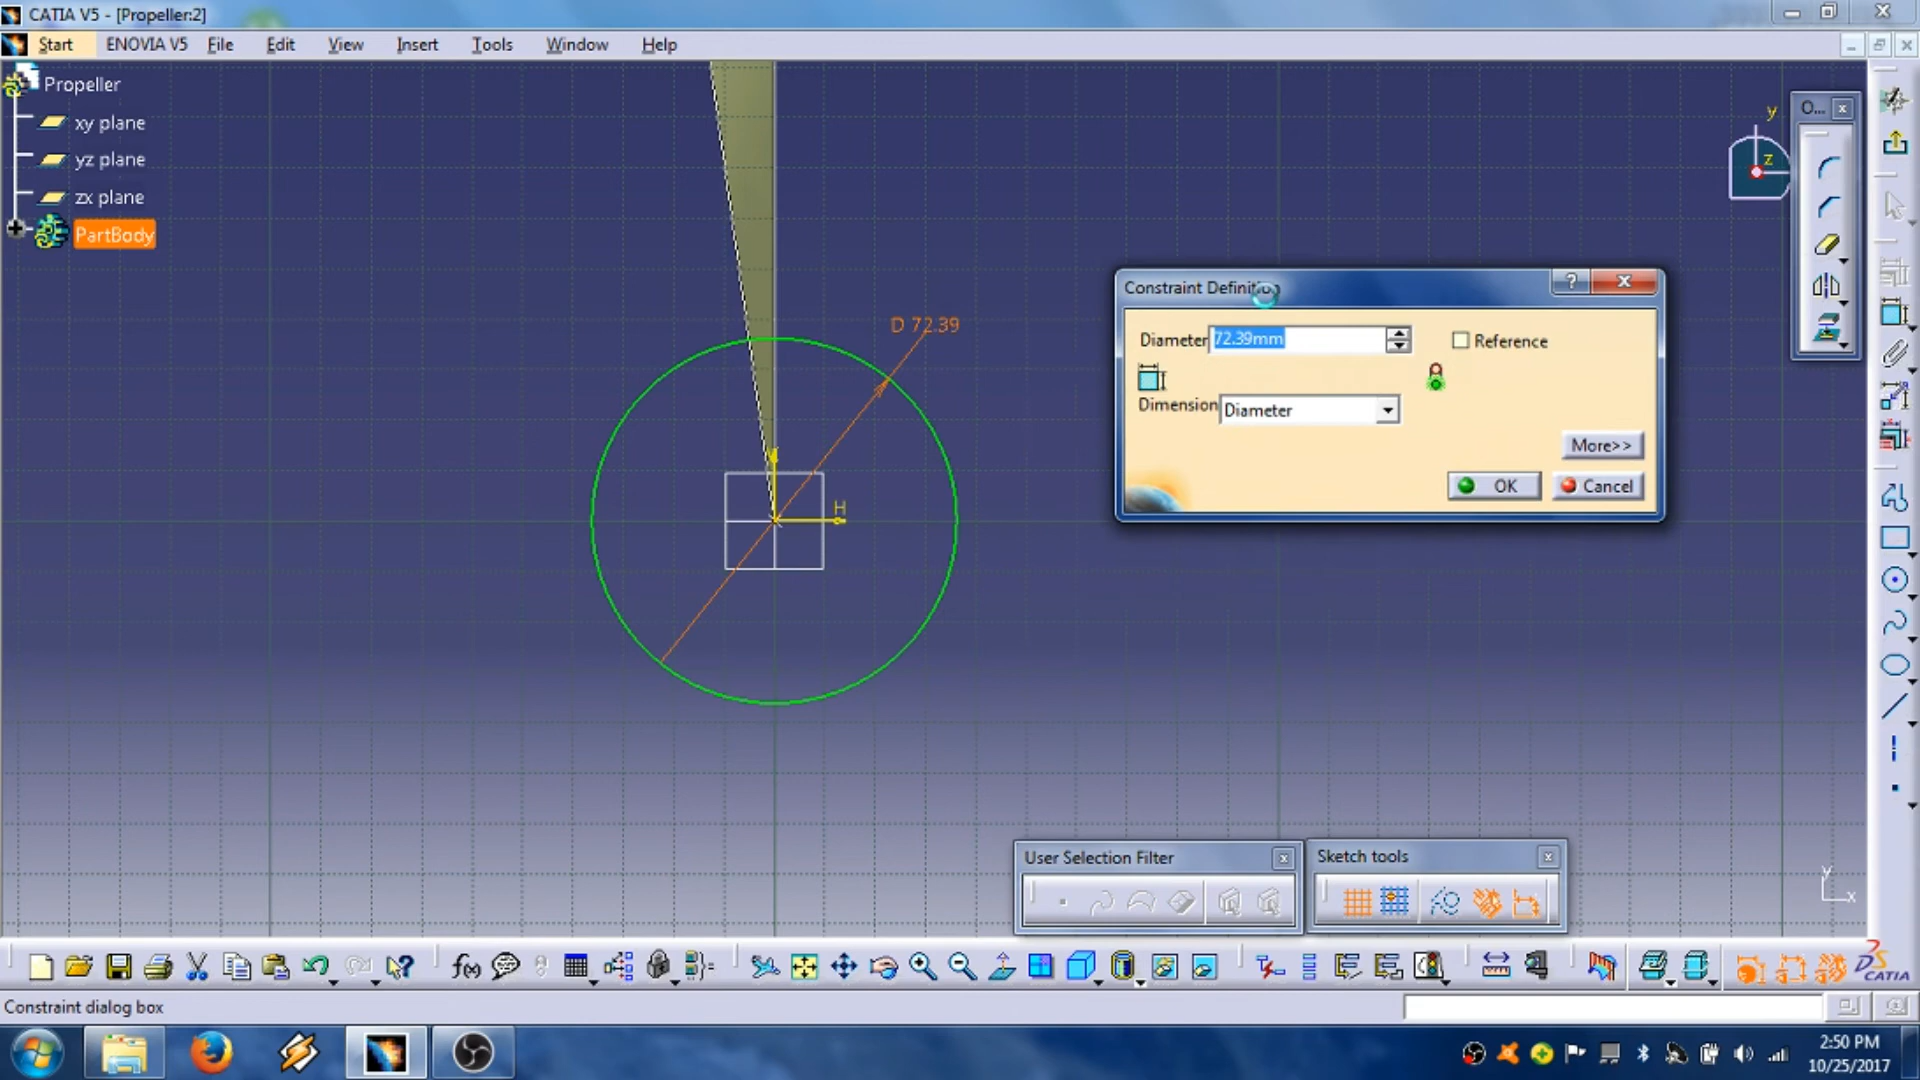 CATIA V5 - [Propeller:2]
Start ENOVIA V5 File Edit View Insert Tools Window Help
Propeller
xy plane
yz plane
zx plane
PartBody
D 72.39
H
y
z
O...
Constraint Definition
Diameter 72.39mm
Reference
Dimension Diameter
More>>
OK
Cancel
User Selection Filter
Sketch tools
y
x
f(x)
CATIA
Constraint dialog box
2:50 PM
10/25/2017